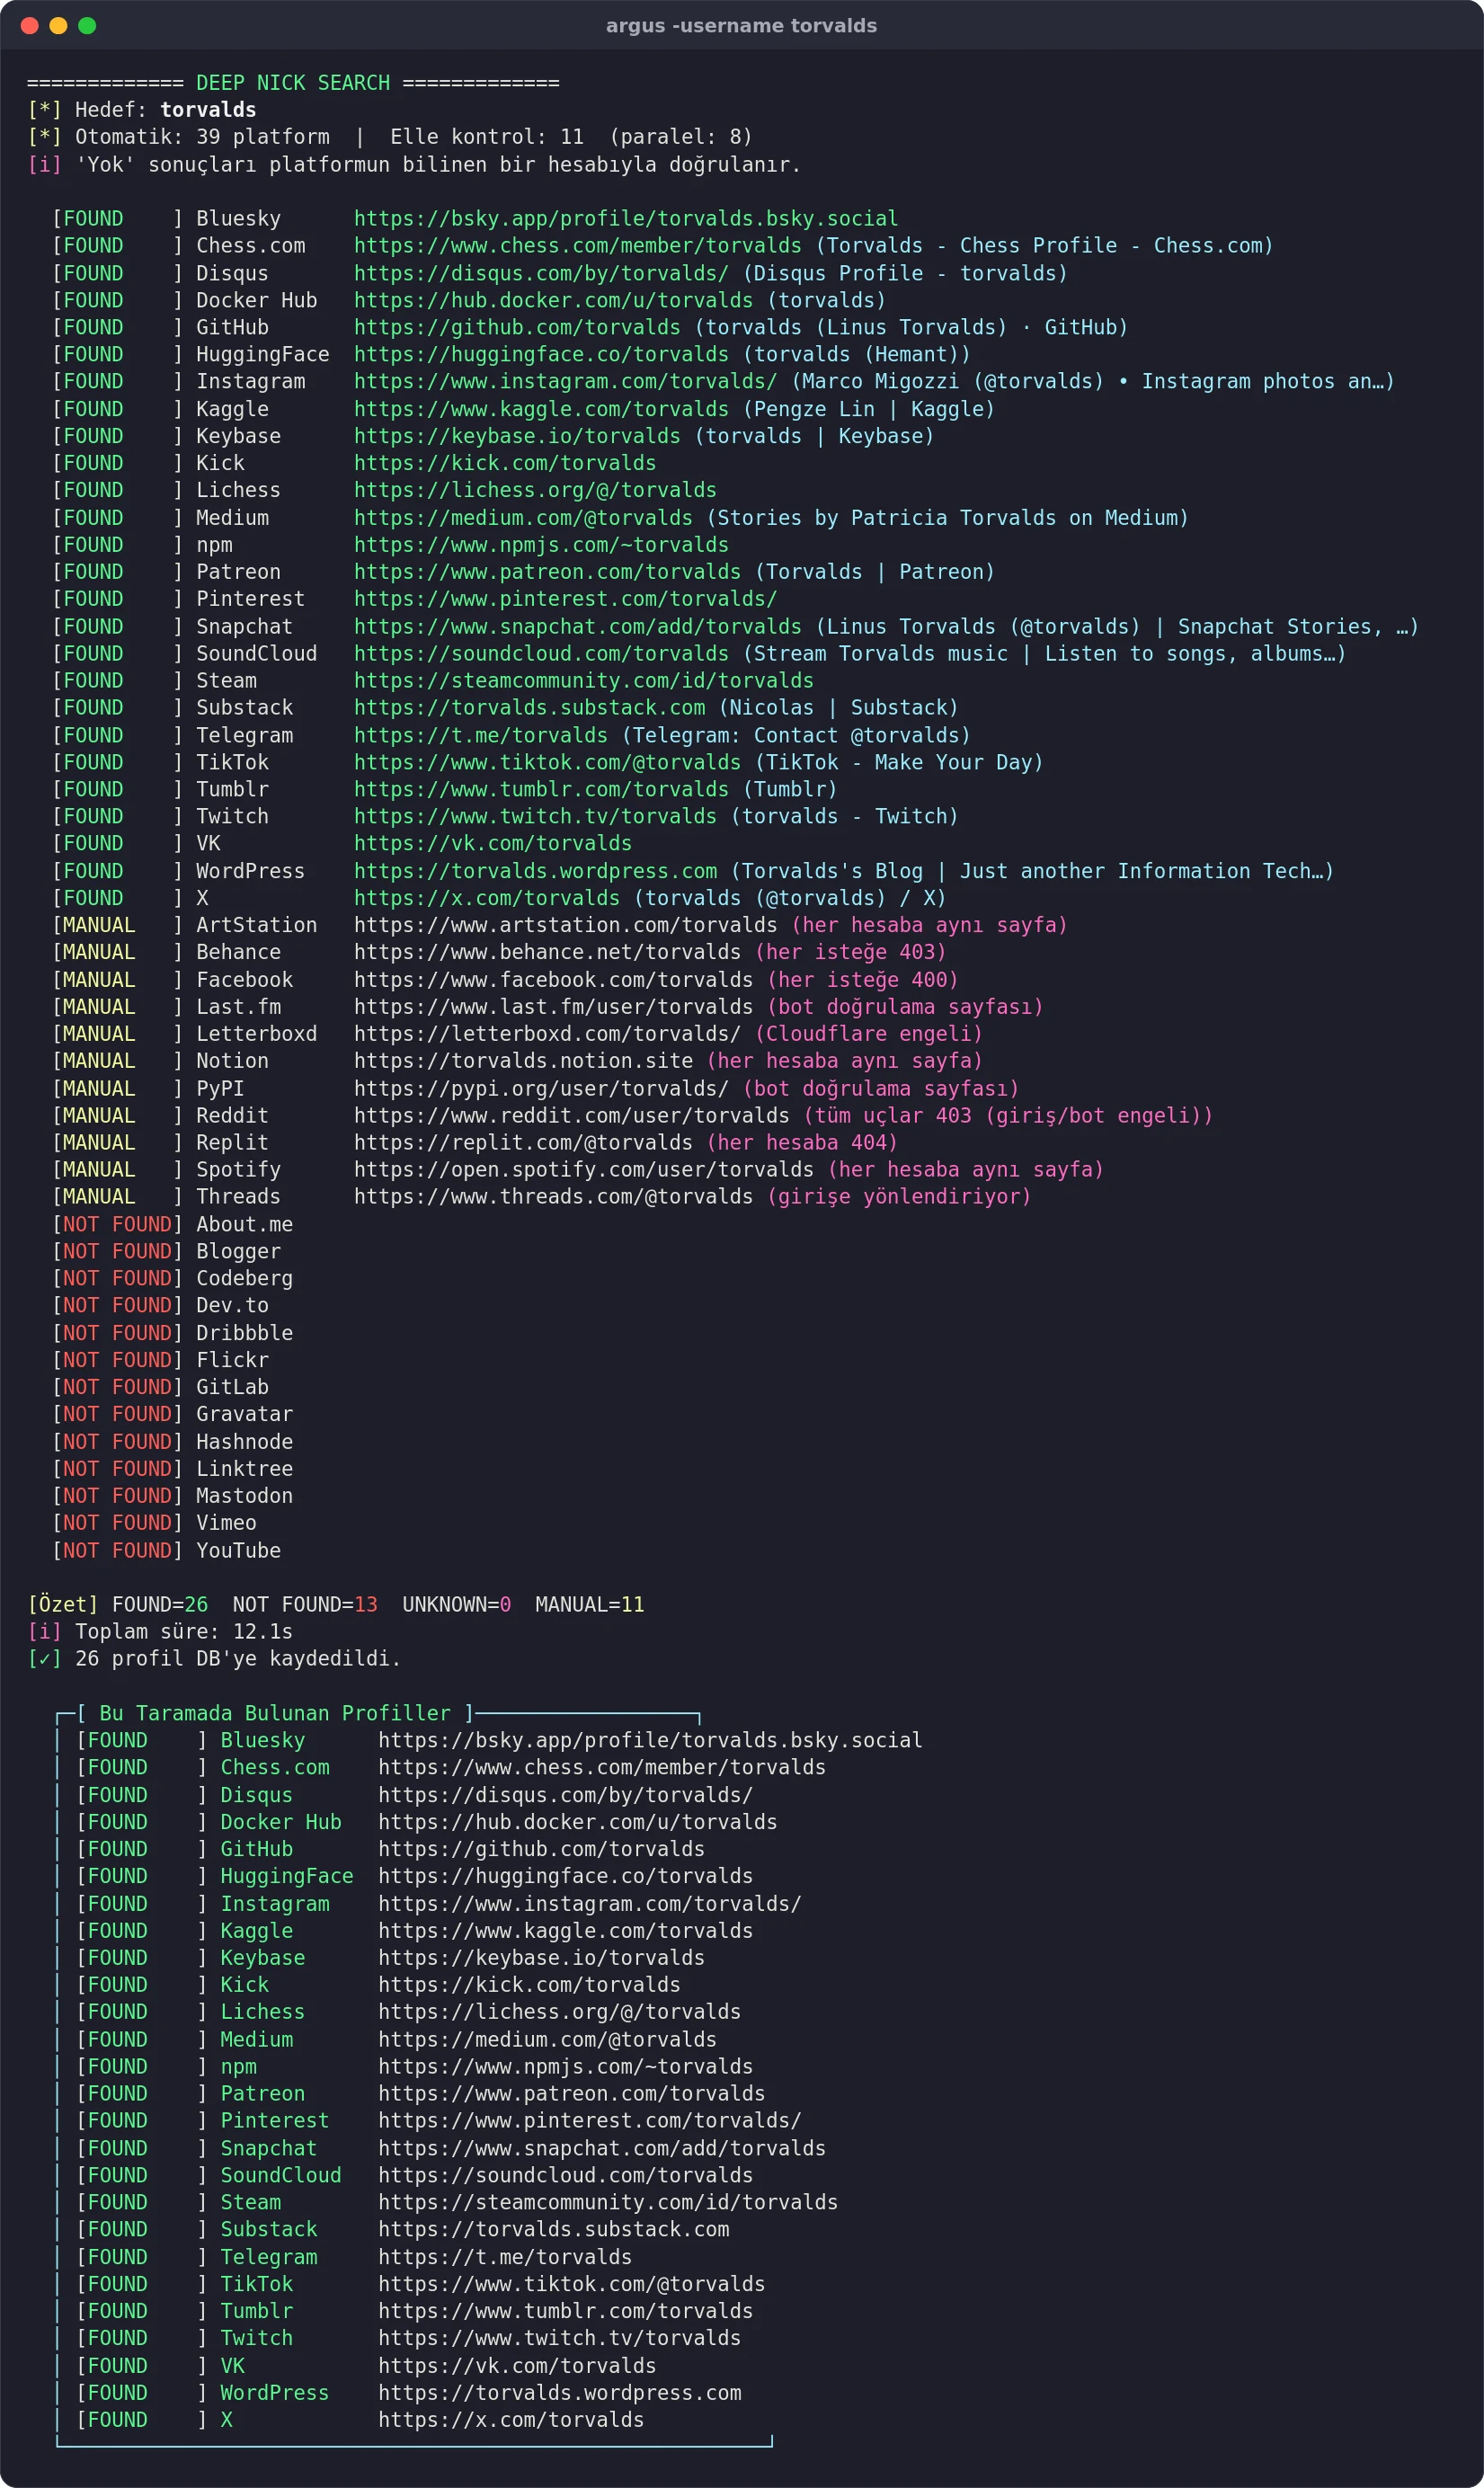 argus -username torvalds
============= DEEP NICK SEARCH =============
[*] Hedef: torvalds
[*] Otomatik: 39 platform  |  Elle kontrol: 11  (paralel: 8)
[i] 'Yok' sonuçları platformun bilinen bir hesabıyla doğrulanır.
[FOUND    ] Bluesky      https://bsky.app/profile/torvalds.bsky.social
[FOUND    ] Chess.com    https://www.chess.com/member/torvalds (Torvalds - Chess Profile - Chess.com)
[FOUND    ] Disqus       https://disqus.com/by/torvalds/ (Disqus Profile - torvalds)
[FOUND    ] Docker Hub   https://hub.docker.com/u/torvalds (torvalds)
[FOUND    ] GitHub       https://github.com/torvalds (torvalds (Linus Torvalds) · GitHub)
[FOUND    ] HuggingFace  https://huggingface.co/torvalds (torvalds (Hemant))
[FOUND    ] Instagram    https://www.instagram.com/torvalds/ (Marco Migozzi (@torvalds) • Instagram photos an…)
[FOUND    ] Kaggle       https://www.kaggle.com/torvalds (Pengze Lin | Kaggle)
[FOUND    ] Keybase      https://keybase.io/torvalds (torvalds | Keybase)
[FOUND    ] Kick         https://kick.com/torvalds
[FOUND    ] Lichess      https://lichess.org/@/torvalds
[FOUND    ] Medium       https://medium.com/@torvalds (Stories by Patricia Torvalds on Medium)
[FOUND    ] npm          https://www.npmjs.com/~torvalds
[FOUND    ] Patreon      https://www.patreon.com/torvalds (Torvalds | Patreon)
[FOUND    ] Pinterest    https://www.pinterest.com/torvalds/
[FOUND    ] Snapchat     https://www.snapchat.com/add/torvalds (Linus Torvalds (@torvalds) | Snapchat Stories, …)
[FOUND    ] SoundCloud   https://soundcloud.com/torvalds (Stream Torvalds music | Listen to songs, albums…)
[FOUND    ] Steam        https://steamcommunity.com/id/torvalds
[FOUND    ] Substack     https://torvalds.substack.com (Nicolas | Substack)
[FOUND    ] Telegram     https://t.me/torvalds (Telegram: Contact @torvalds)
[FOUND    ] TikTok       https://www.tiktok.com/@torvalds (TikTok - Make Your Day)
[FOUND    ] Tumblr       https://www.tumblr.com/torvalds (Tumblr)
[FOUND    ] Twitch       https://www.twitch.tv/torvalds (torvalds - Twitch)
[FOUND    ] VK           https://vk.com/torvalds
[FOUND    ] WordPress    https://torvalds.wordpress.com (Torvalds's Blog | Just another Information Tech…)
[FOUND    ] X            https://x.com/torvalds (torvalds (@torvalds) / X)
[MANUAL   ] ArtStation   https://www.artstation.com/torvalds (her hesaba aynı sayfa)
[MANUAL   ] Behance      https://www.behance.net/torvalds (her isteğe 403)
[MANUAL   ] Facebook     https://www.facebook.com/torvalds (her isteğe 400)
[MANUAL   ] Last.fm      https://www.last.fm/user/torvalds (bot doğrulama sayfası)
[MANUAL   ] Letterboxd   https://letterboxd.com/torvalds/ (Cloudflare engeli)
[MANUAL   ] Notion       https://torvalds.notion.site (her hesaba aynı sayfa)
[MANUAL   ] PyPI         https://pypi.org/user/torvalds/ (bot doğrulama sayfası)
[MANUAL   ] Reddit       https://www.reddit.com/user/torvalds (tüm uçlar 403 (giriş/bot engeli))
[MANUAL   ] Replit       https://replit.com/@torvalds (her hesaba 404)
[MANUAL   ] Spotify      https://open.spotify.com/user/torvalds (her hesaba aynı sayfa)
[MANUAL   ] Threads      https://www.threads.com/@torvalds (girişe yönlendiriyor)
[NOT FOUND] About.me
[NOT FOUND] Blogger
[NOT FOUND] Codeberg
[NOT FOUND] Dev.to
[NOT FOUND] Dribbble
[NOT FOUND] Flickr
[NOT FOUND] GitLab
[NOT FOUND] Gravatar
[NOT FOUND] Hashnode
[NOT FOUND] Linktree
[NOT FOUND] Mastodon
[NOT FOUND] Vimeo
[NOT FOUND] YouTube
[Özet] FOUND=26  NOT FOUND=13  UNKNOWN=0  MANUAL=11
[i] Toplam süre: 12.1s
[✓] 26 profil DB'ye kaydedildi.
[ Bu Taramada Bulunan Profiller ]
[FOUND    ] Bluesky      https://bsky.app/profile/torvalds.bsky.social
[FOUND    ] Chess.com    https://www.chess.com/member/torvalds
[FOUND    ] Disqus       https://disqus.com/by/torvalds/
[FOUND    ] Docker Hub   https://hub.docker.com/u/torvalds
[FOUND    ] GitHub       https://github.com/torvalds
[FOUND    ] HuggingFace  https://huggingface.co/torvalds
[FOUND    ] Instagram    https://www.instagram.com/torvalds/
[FOUND    ] Kaggle       https://www.kaggle.com/torvalds
[FOUND    ] Keybase      https://keybase.io/torvalds
[FOUND    ] Kick         https://kick.com/torvalds
[FOUND    ] Lichess      https://lichess.org/@/torvalds
[FOUND    ] Medium       https://medium.com/@torvalds
[FOUND    ] npm          https://www.npmjs.com/~torvalds
[FOUND    ] Patreon      https://www.patreon.com/torvalds
[FOUND    ] Pinterest    https://www.pinterest.com/torvalds/
[FOUND    ] Snapchat     https://www.snapchat.com/add/torvalds
[FOUND    ] SoundCloud   https://soundcloud.com/torvalds
[FOUND    ] Steam        https://steamcommunity.com/id/torvalds
[FOUND    ] Substack     https://torvalds.substack.com
[FOUND    ] Telegram     https://t.me/torvalds
[FOUND    ] TikTok       https://www.tiktok.com/@torvalds
[FOUND    ] Tumblr       https://www.tumblr.com/torvalds
[FOUND    ] Twitch       https://www.twitch.tv/torvalds
[FOUND    ] VK           https://vk.com/torvalds
[FOUND    ] WordPress    https://torvalds.wordpress.com
[FOUND    ] X            https://x.com/torvalds